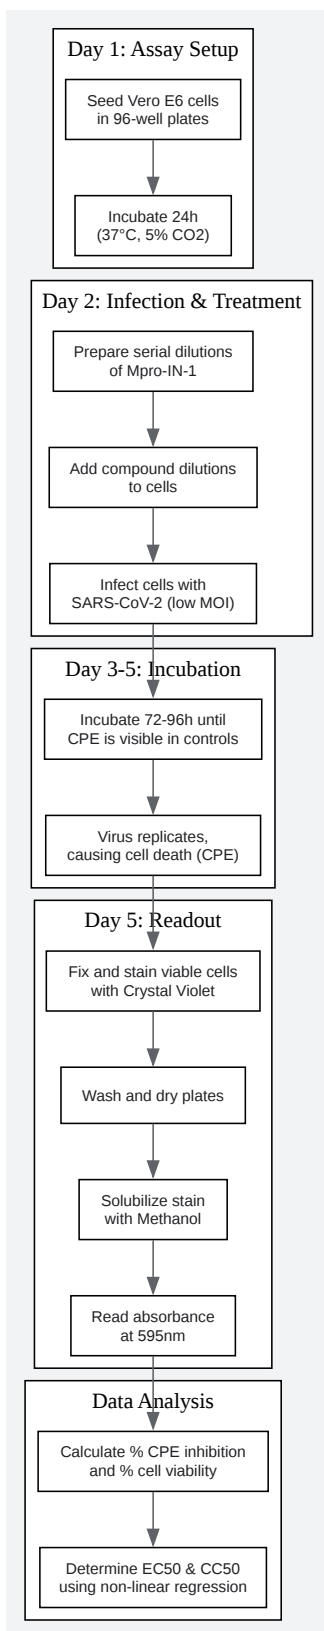 Day 1: Assay Setup
Seed Vero E6 cells
in 96-well plates
Incubate 24h
(37°C, 5% CO2)
Day 2: Infection & Treatment
Prepare serial dilutions
of Mpro-IN-1
Add compound dilutions
to cells
Infect cells with
SARS-CoV-2 (low MOI)
Day 3-5: Incubation
Incubate 72-96h until
CPE is visible in controls
Virus replicates,
causing cell death (CPE)
Day 5: Readout
Fix and stain viable cells
with Crystal Violet
Wash and dry plates
Solubilize stain
with Methanol
Read absorbance
at 595nm
Data Analysis
Calculate % CPE inhibition
and % cell viability
Determine EC50 & CC50
using non-linear regression